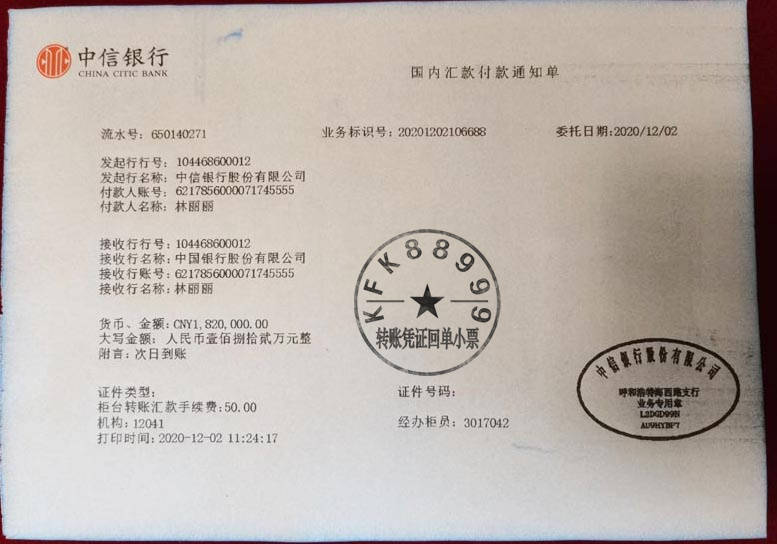 中信银行
CHINA CITIC BANK
国内汇款付款通知单
流水号: 650140271 业务标识号: 20201202106688 委托日期:2020/12/02
发起行行号: 104468600012
发起行名称: 中信银行股份有限公司
付款人账号: 6217856000071745555
付款人名称: 林丽丽
接收行行号: 104468600012
接收行名称: 中国银行股份有限公司
接收行账号: 6217856000071745555
接收行名称: 林丽丽
KFK88999
转账凭证回单小票
货币、金额: CNY1,820,000.00
大写金额: 人民币壹佰捌拾贰万元整
附言: 次日到账
中信银行股份有限公司
呼和浩特海西路支行
业务专用章
L2DGD99N
AU9HYBF7
证件类型: 证件号码:
柜台转账汇款手续费:50.00
机构: 12041 经办柜员: 3017042
打印时间: 2020-12-02 11:24:17